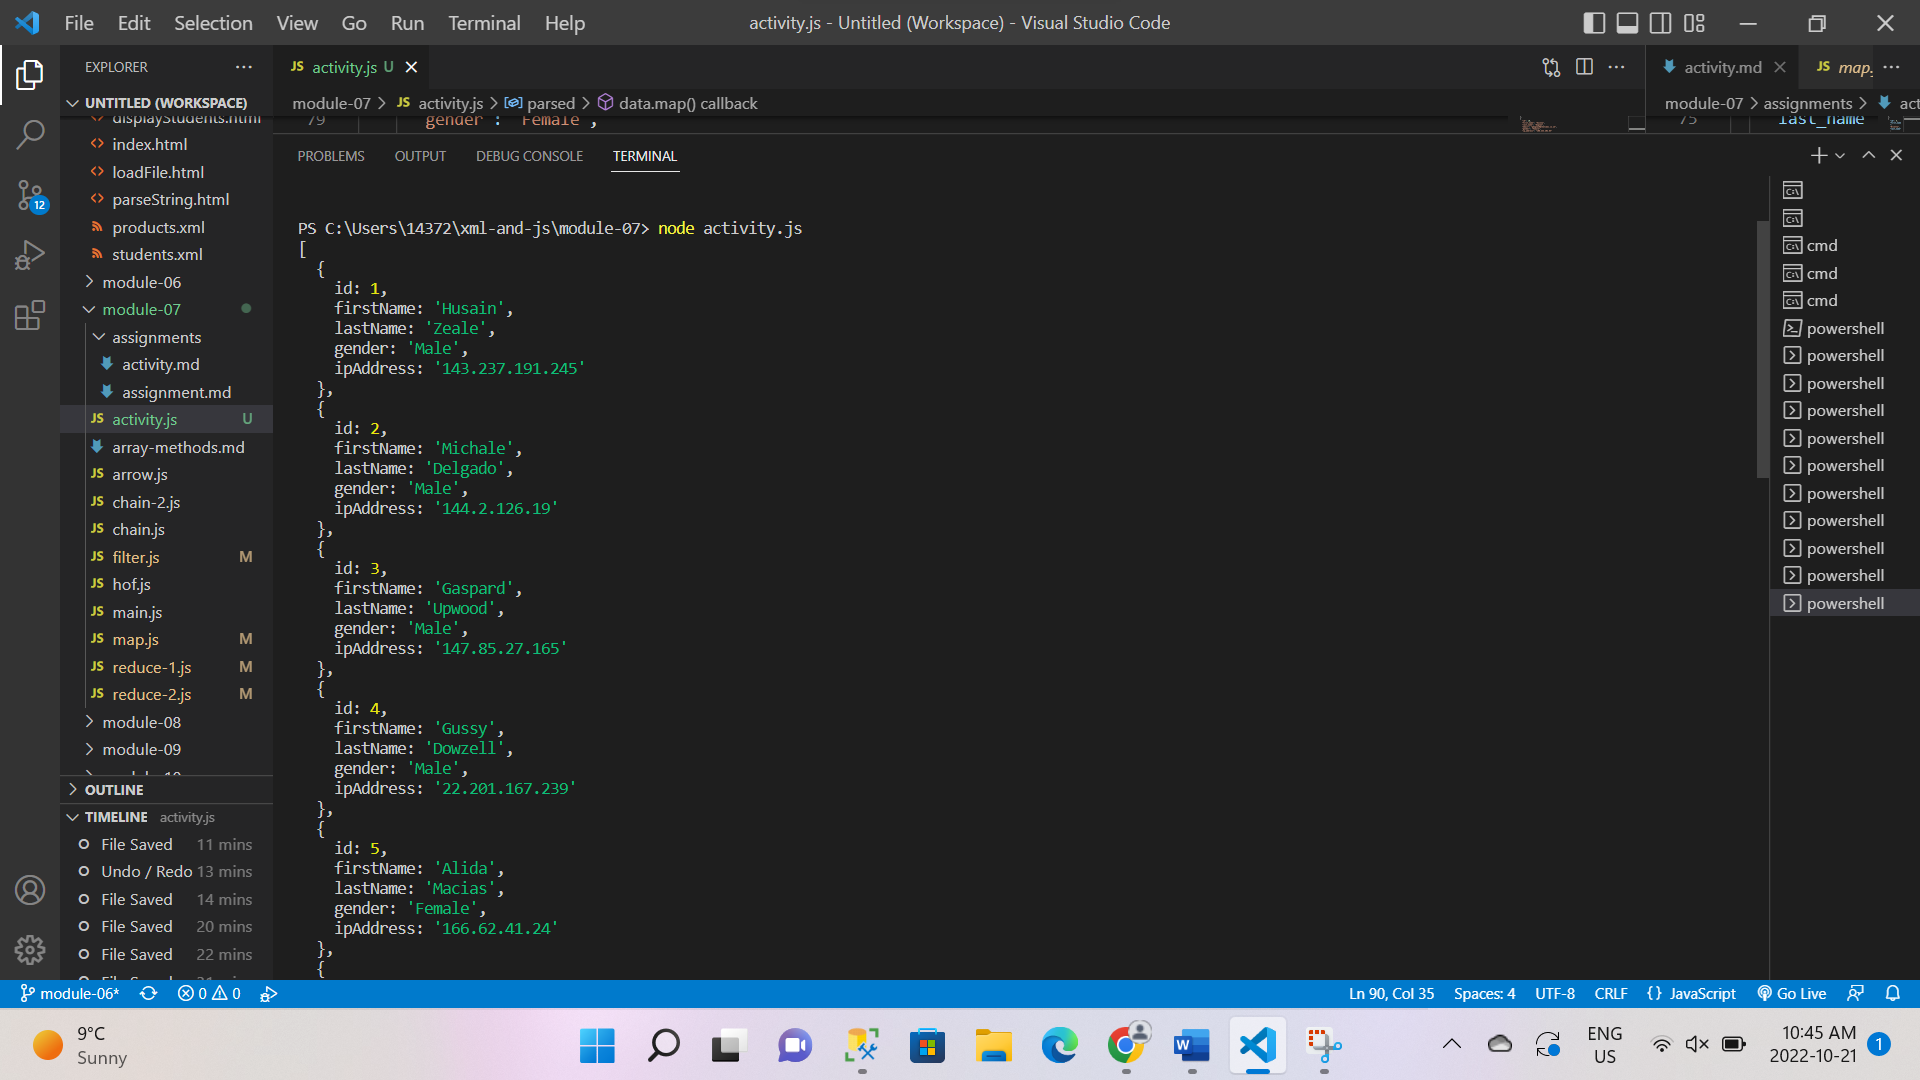 File Edit Selection View Go Run Terminal Help
activity.js - Untitled (Workspace) - Visual Studio Code
EXPLORER
UNTITLED (WORKSPACE)
displayStudents.html
index.html
loadFile.html
parseString.html
products.xml
students.xml
module-06
module-07
assignments
activity.md
assignment.md
activity.js U
array-methods.md
arrow.js
chain-2.js
chain.js
filter.js M
hof.js
main.js
map.js M
reduce-1.js M
reduce-2.js M
module-08
module-09
OUTLINE
TIMELINE activity.js
File Saved 11 mins
Undo / Redo 13 mins
File Saved 14 mins
File Saved 20 mins
File Saved 22 mins
JS activity.js U
module-07 > JS activity.js > parsed > data.map() callback
79 gender : Female ,
activity.md
JS map.
module-07 > assignments > act
75 last_name
PROBLEMS OUTPUT DEBUG CONSOLE TERMINAL
PS C:\Users\14372\xml-and-js\module-07> node activity.js
[
{
id: 1,
firstName: 'Husain',
lastName: 'Zeale',
gender: 'Male',
ipAddress: '143.237.191.245'
},
{
id: 2,
firstName: 'Michale',
lastName: 'Delgado',
gender: 'Male',
ipAddress: '144.2.126.19'
},
{
id: 3,
firstName: 'Gaspard',
lastName: 'Upwood',
gender: 'Male',
ipAddress: '147.85.27.165'
},
{
id: 4,
firstName: 'Gussy',
lastName: 'Dowzell',
gender: 'Male',
ipAddress: '22.201.167.239'
},
{
id: 5,
firstName: 'Alida',
lastName: 'Macias',
gender: 'Female',
ipAddress: '166.62.41.24'
},
{
cmd
cmd
cmd
powershell
powershell
powershell
powershell
powershell
powershell
powershell
powershell
powershell
powershell
powershell
module-06* 0 0 Ln 90, Col 35 Spaces: 4 UTF-8 CRLF {} JavaScript Go Live
9°C
Sunny
ENG
US
10:45 AM
2022-10-21
1
12